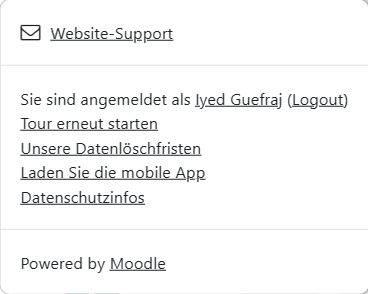 Website-Support
Sie sind angemeldet als Iyed Guefraj (Logout)
Tour erneut starten
Unsere Datenlöschfristen
Laden Sie die mobile App
Datenschutzinfos
Powered by Moodle